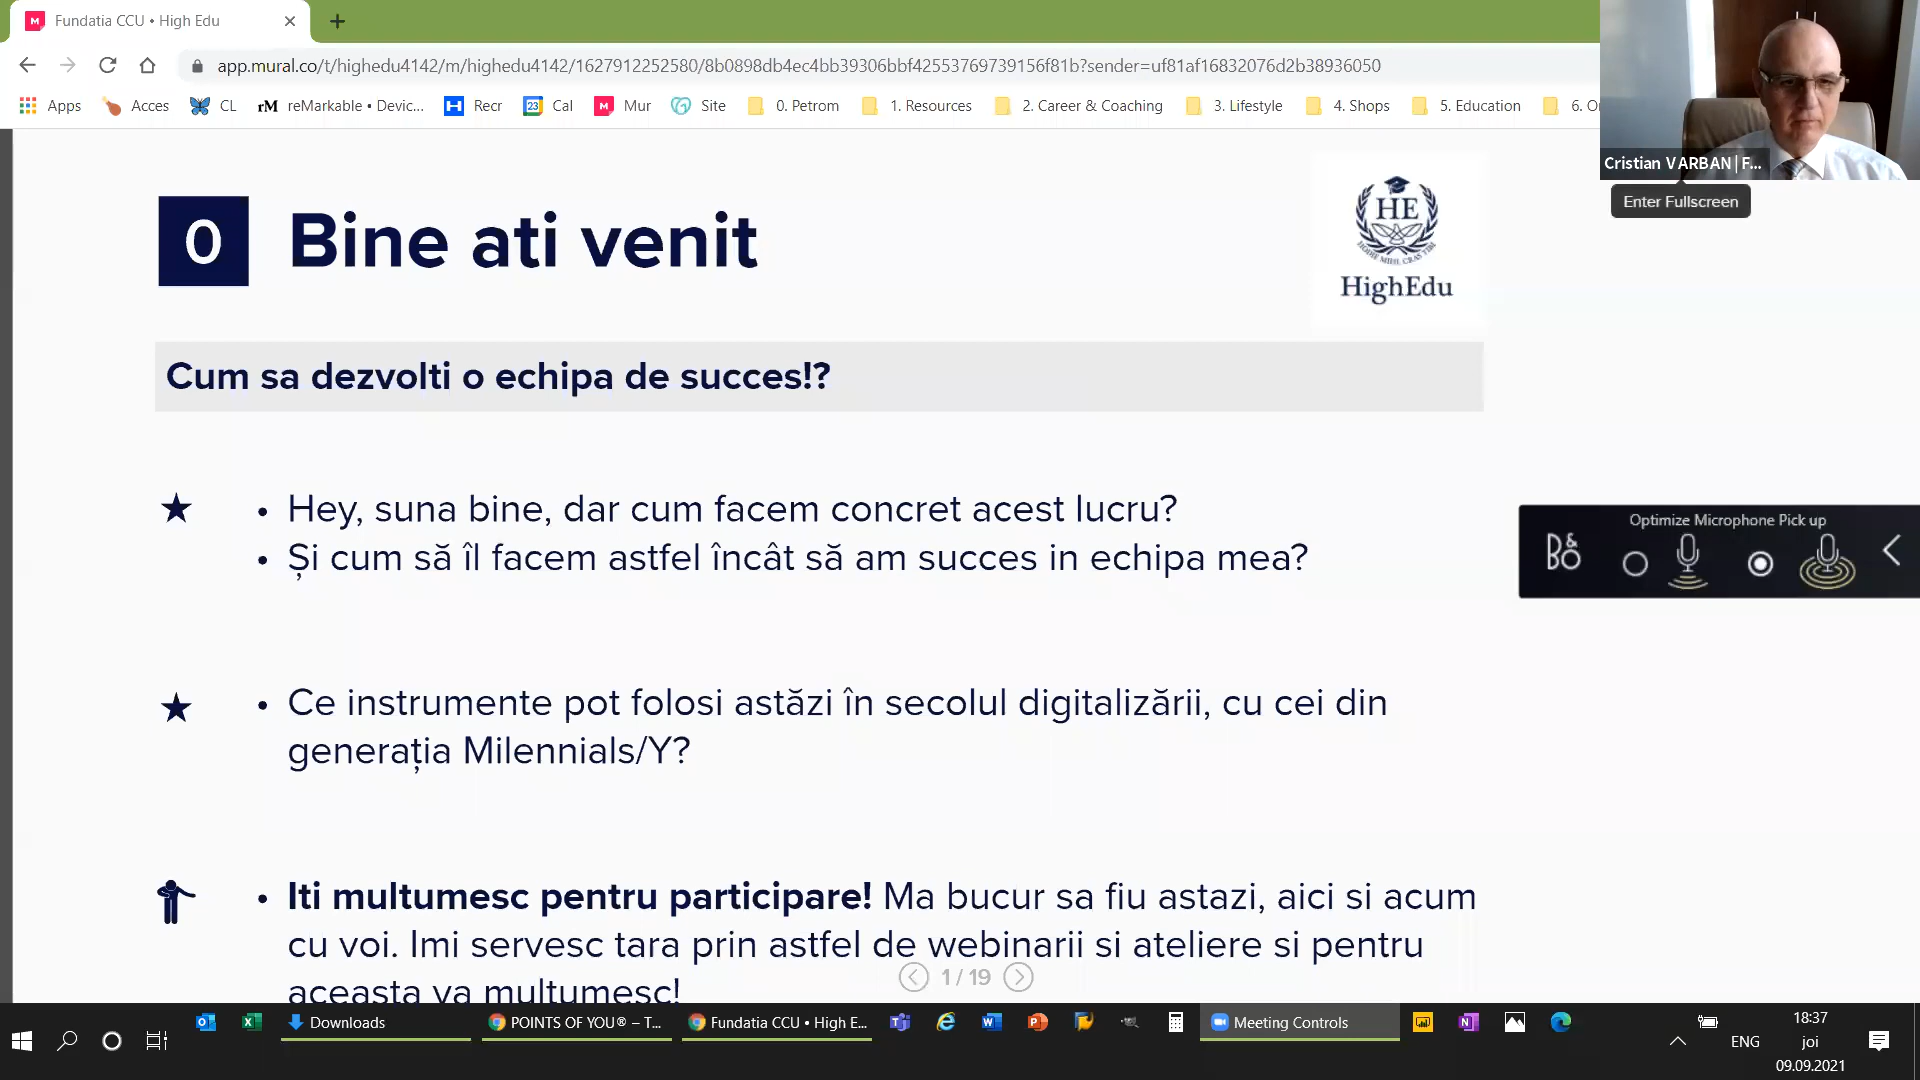 Fundatia CCU • High Edu
app.mural.co/t/highedu4142/m/highedu4142/1627912252580/8b0898db4ec4bb39306bbf42553769739156f81b?sender=uf81af16832076d2b38936050
Apps Acces CL rM reMarkable • Devic... Recr 23 Cal Mur Site 0. Petrom 1. Resources 2. Career & Coaching 3. Lifestyle 4. Shops 5. Education 6. O
Cristian VARBAN | F...
Enter Fullscreen
0 Bine ati venit
HE
HODIE MIHI, CRAS TIBI
HighEdu
Cum sa dezvolti o echipa de succes!?
• Hey, suna bine, dar cum facem concret acest lucru?
• Și cum să îl facem astfel încât să am succes in echipa mea?
Optimize Microphone Pick up
B&O
• Ce instrumente pot folosi astăzi în secolul digitalizării, cu cei din
generația Milennials/Y?
• Iti multumesc pentru participare! Ma bucur sa fiu astazi, aici si acum
cu voi. Imi servesc tara prin astfel de webinarii si ateliere si pentru
aceasta va multumesc!
1 / 19
Downloads POINTS OF YOU® – T... Fundatia CCU • High E... Meeting Controls
ENG
18:37
joi
09.09.2021